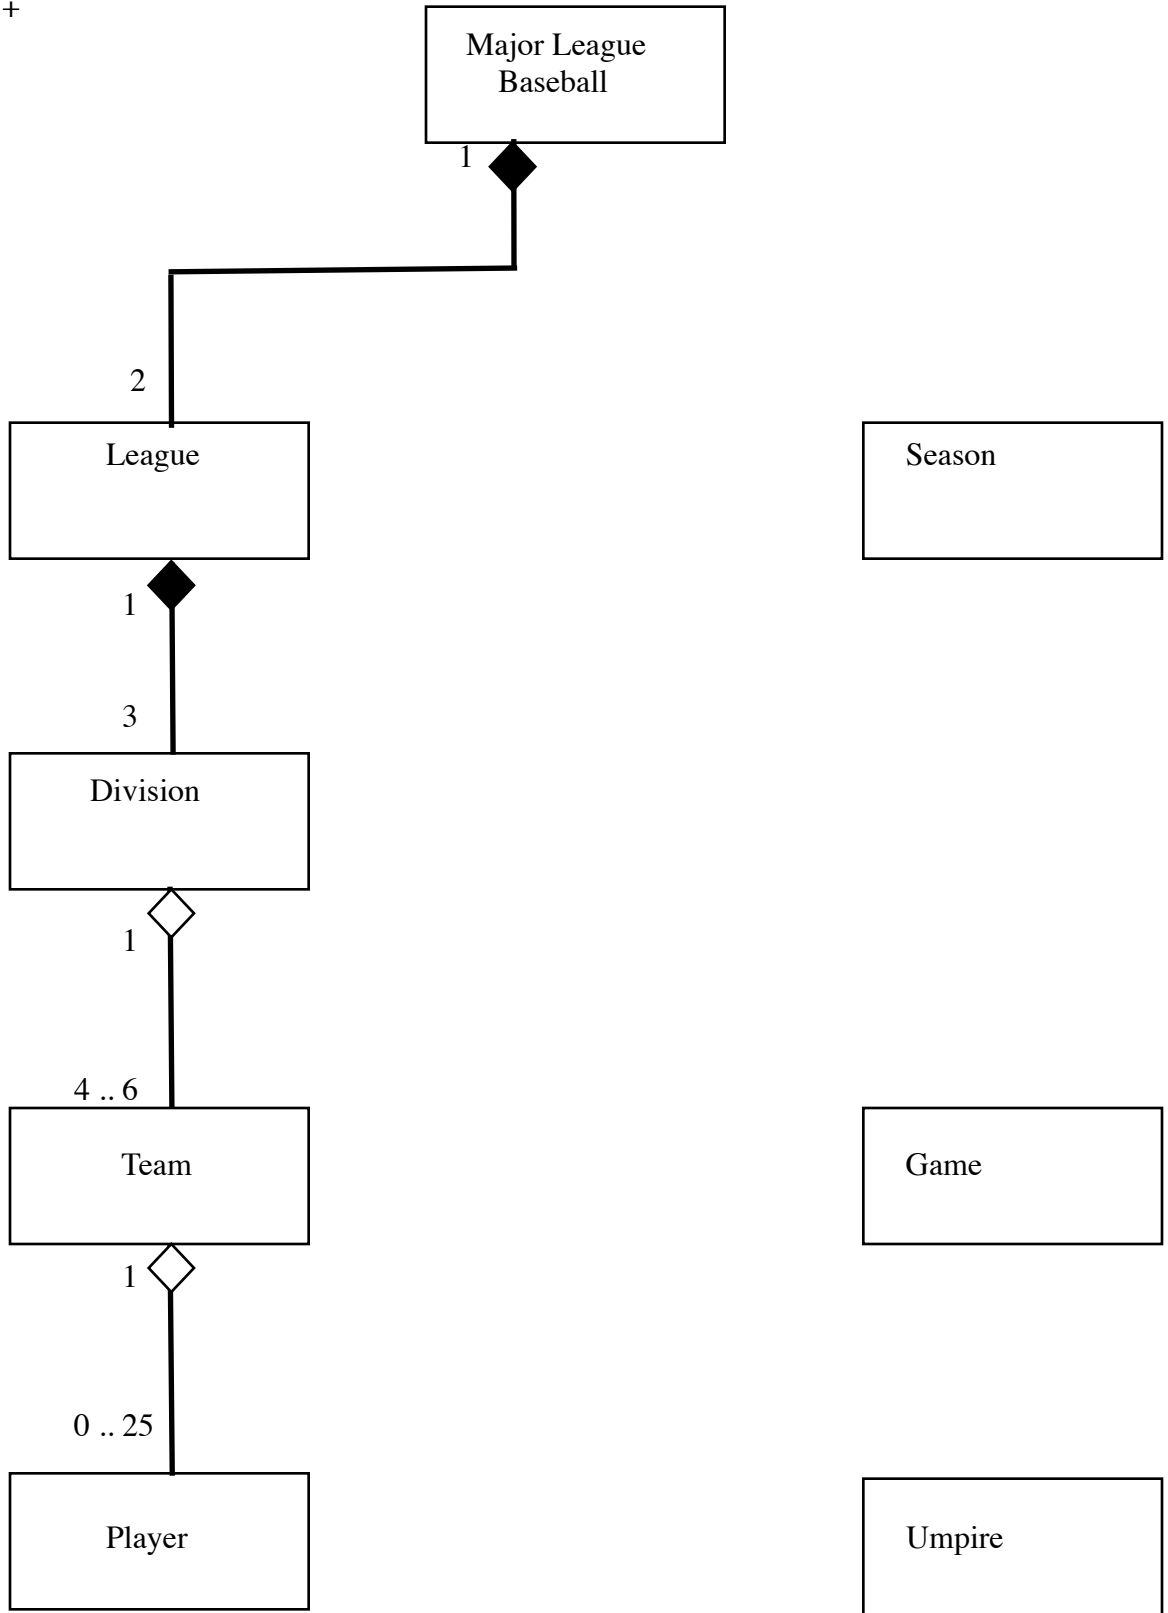 +
Major League
Baseball
1
2
League
Season
1
3
Division
1
4 .. 6
Team
Game
1
0 .. 25
Player
Umpire